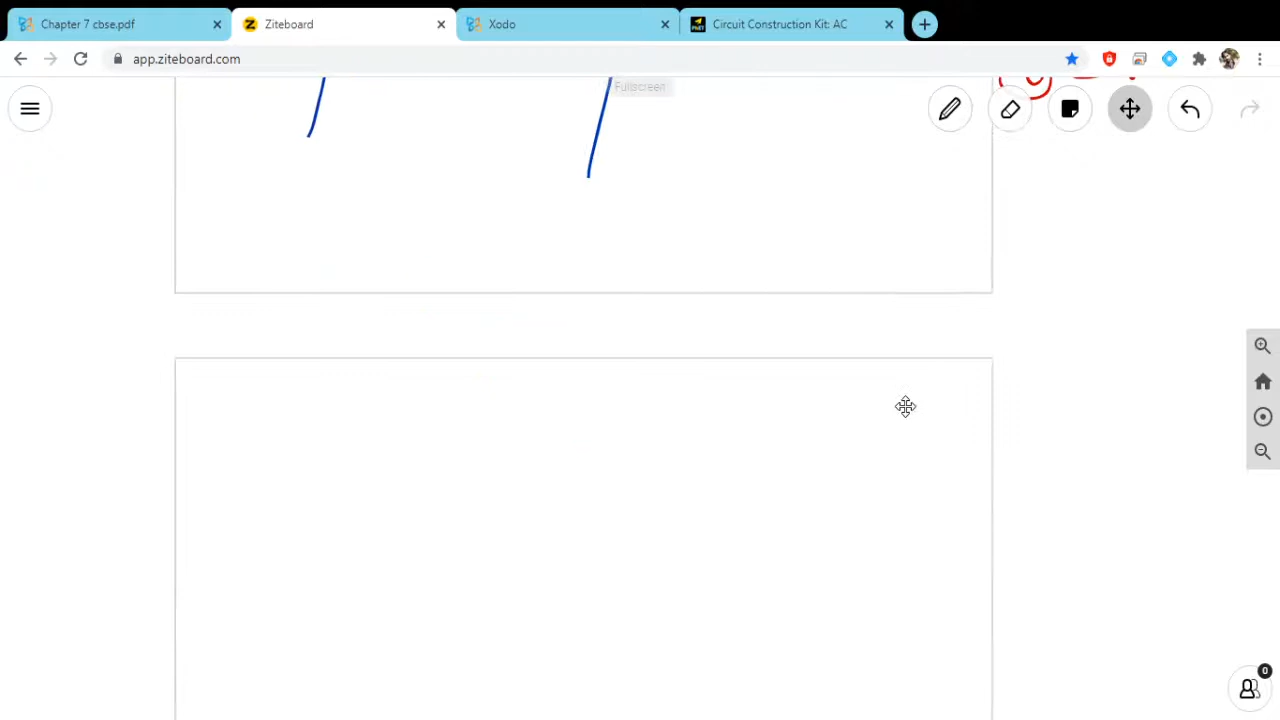 Chapter 7 cbse.pdf
Ziteboard
Xodo
Circuit Construction Kit: AC
app.ziteboard.com
Fullscreen
0